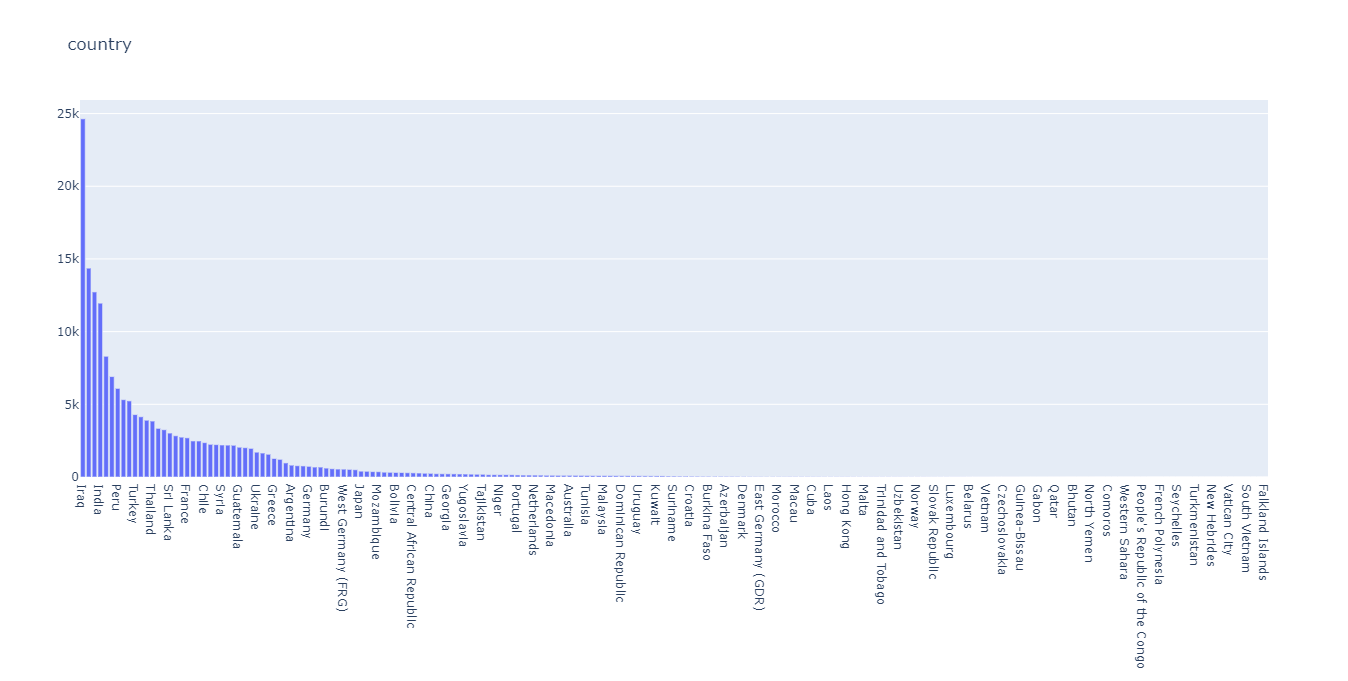 country
25k
20k
15k
10k
5k
0
Iraq
India
Peru
Turkey
Thailand
Sri Lanka
France
Chile
Syria
Guatemala
Ukraine
Greece
Argentina
Germany
Burundi
West Germany (FRG)
Japan
Mozambique
Bolivia
Central African Republic
China
Georgia
Yugoslavia
Tajikistan
Niger
Portugal
Netherlands
Macedonia
Australia
Tunisia
Malaysia
Dominican Republic
Uruguay
Kuwait
Suriname
Croatia
Burkina Faso
Azerbaijan
Denmark
East Germany (GDR)
Morocco
Macau
Cuba
Laos
Hong Kong
Malta
Trinidad and Tobago
Uzbekistan
Norway
Slovak Republic
Luxembourg
Belarus
Vietnam
Czechoslovakia
Guinea-Bissau
Gabon
Qatar
Bhutan
North Yemen
Comoros
Western Sahara
People's Republic of the Congo
French Polynesia
Seychelles
Turkmenistan
New Hebrides
Vatican City
South Vietnam
Falkland Islands